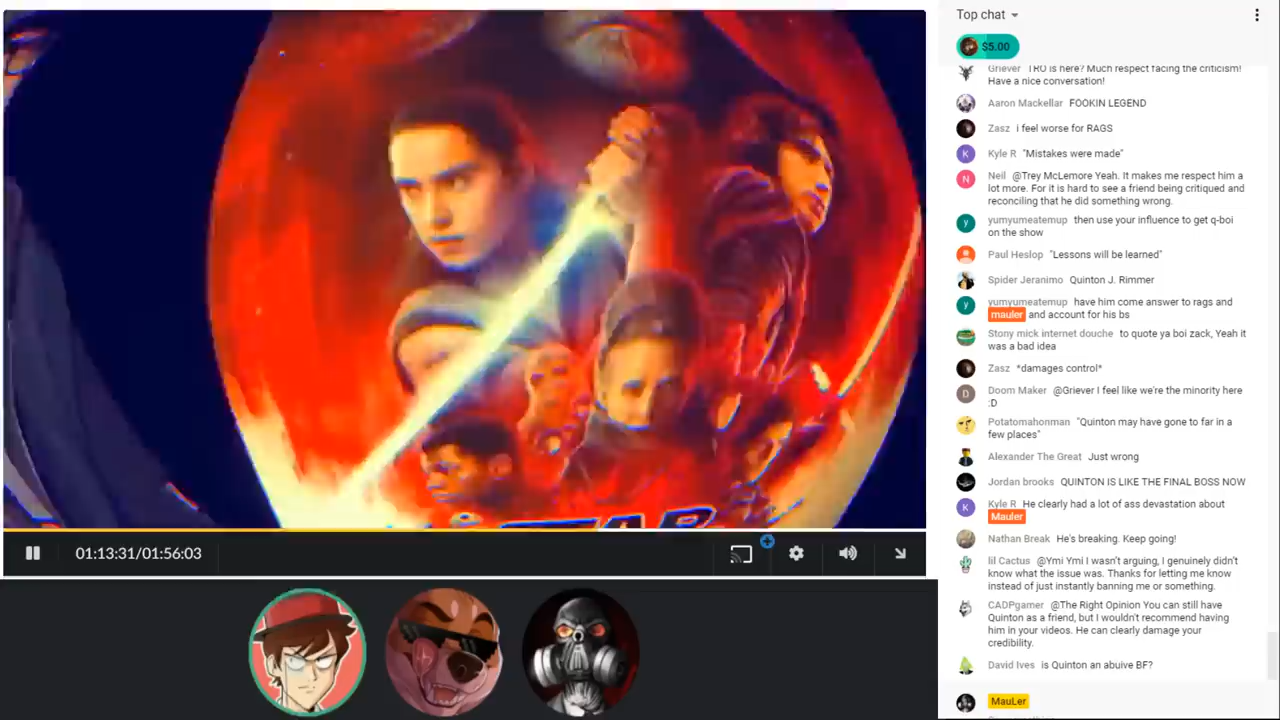 Top chat
$5.00
Griever TRO is here? Much respect facing the criticism!
Have a nice conversation!
Aaron Mackellar FOOKIN LEGEND
Zasz i feel worse for RAGS
K Kyle R "Mistakes were made"
N Neil @Trey McLemore Yeah. It makes me respect him a
lot more. For it is hard to see a friend being critiqued and
reconciling that he did something wrong.
y yumyumeatemup then use your influence to get q-boi
on the show
Paul Heslop "Lessons will be learned"
Spider Jeranimo Quinton J. Rimmer
y yumyumeatemup have him come answer to rags and
mauler and account for his bs
Stony mick internet douche to quote ya boi zack, Yeah it
was a bad idea
Zasz *damages control*
D Doom Maker @Griever I feel like we're the minority here
:D
Potatomahonman "Quinton may have gone to far in a
few places"
Alexander The Great Just wrong
Jordan brooks QUINTON IS LIKE THE FINAL BOSS NOW
K Kyle R He clearly had a lot of ass devastation about
Mauler
Nathan Break He's breaking. Keep going!
lil Cactus @Ymi Ymi I wasn't arguing, I genuinely didn't
know what the issue was. Thanks for letting me know
instead of just instantly banning me or something.
CADPgamer @The Right Opinion You can still have
Quinton as a friend, but I wouldn't recommend having
him in your videos. He can clearly damage your
credibility.
David Ives is Quinton an abuive BF?
MauLer
STAR
01:13:31/01:56:03